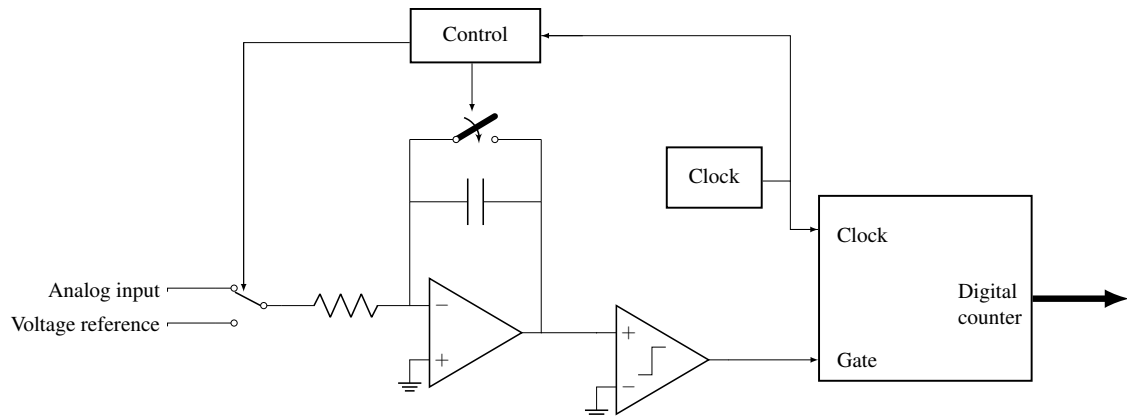 Control
Clock
Clock
Analog input
Digital
counter
Voltage reference
Gate